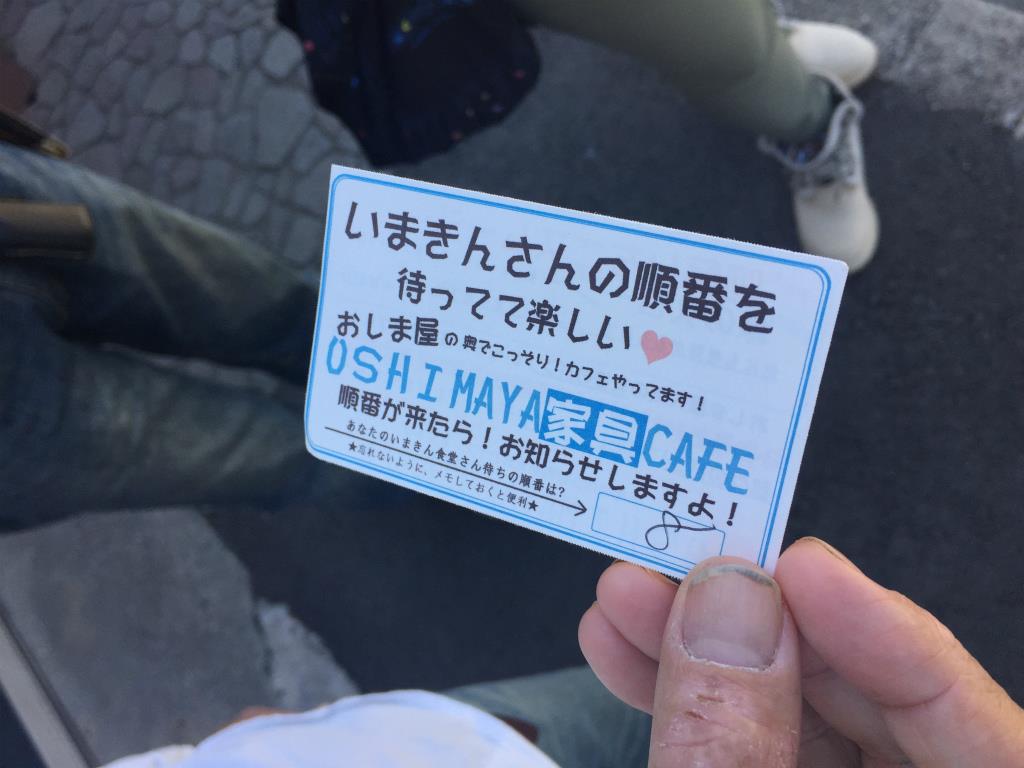 いまきんさんの順番を
待ってて楽しい
おしま屋の奥でこっそり!カフェやってます!
OSHIMAYA家具CAFE
順番が来たら!お知らせしますよ!
あなたのいまきん食堂さん待ちの順番は?
★忘れないように、メモしておくと便利★
8